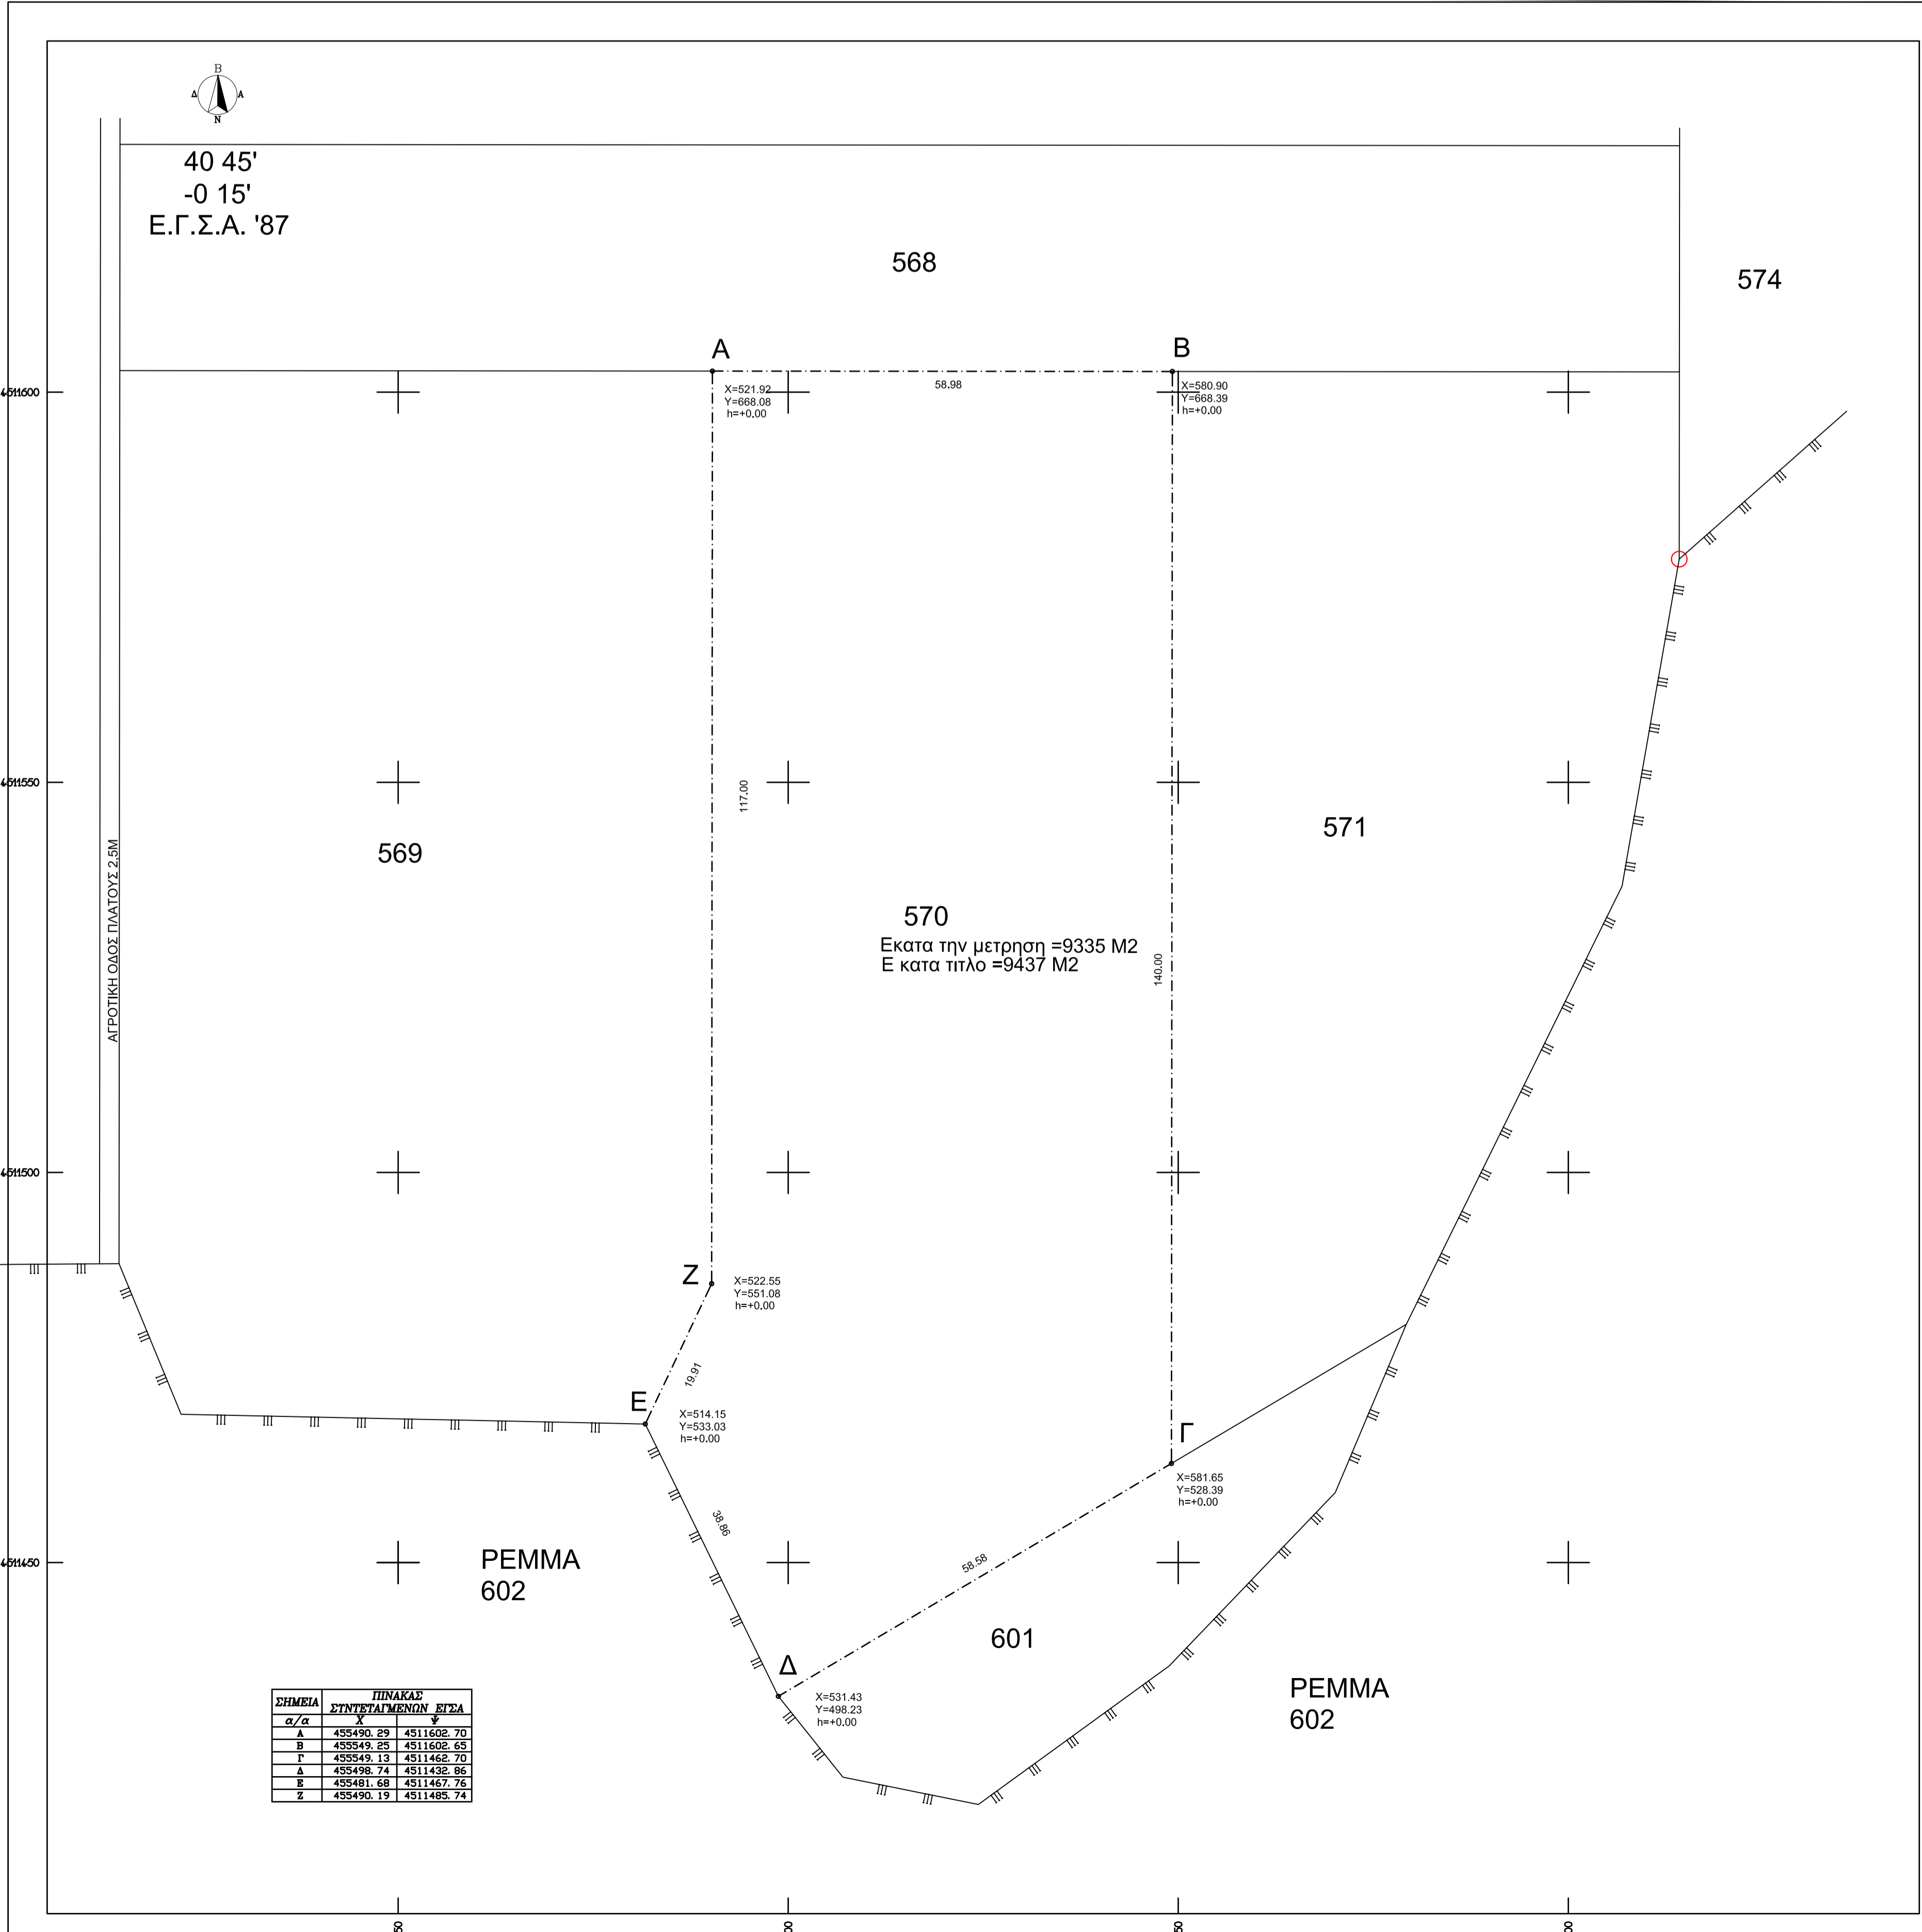 Β
Δ Α
Ν
40 45'
-0 15'
Ε.Γ.Σ.Α. '87
568
574
Α
Β
X=521.92
Y=668.08
h=+0.00
58.98
X=580.90
Y=668.39
h=+0.00
4511600
4511550
117.00
569
571
ΑΓΡΟΤΙΚΗ ΟΔΟΣ ΠΛΑΤΟΥΣ 2,5Μ
570
Εκατα την μετρηση =9335 M2
Ε κατα τιτλο =9437 M2
140.00
4511500
Ζ
X=522.55
Y=551.08
h=+0.00
19.91
Ε
X=514.15
Y=533.03
h=+0.00
Γ
X=581.65
Y=528.39
h=+0.00
38.86
58.58
4511450
ΡΕΜΜΑ
602
601
Δ
X=531.43
Y=498.23
h=+0.00
ΡΕΜΜΑ
602
ΣΗΜΕΙΑ ΠΙΝΑΚΑΣ
ΣΥΝΤΕΤΑΓΜΕΝΩΝ ΕΓΣΑ
α/α Χ Ψ
Α 455490.29 4511602.70
Β 455549.25 4511602.65
Γ 455549.13 4511462.70
Δ 455498.74 4511432.86
Ε 455481.68 4511467.76
Ζ 455490.19 4511485.74